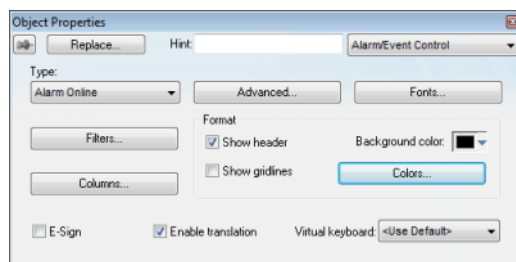 Object Properties
Replace... Hint: Alarm/Event Control
Type:
Alarm Online Advanced... Fonts...
Format
Filters... Show header Background color:
Show gridlines Colors...
Columns...
E-Sign Enable translation Virtual keyboard: <Use Default>